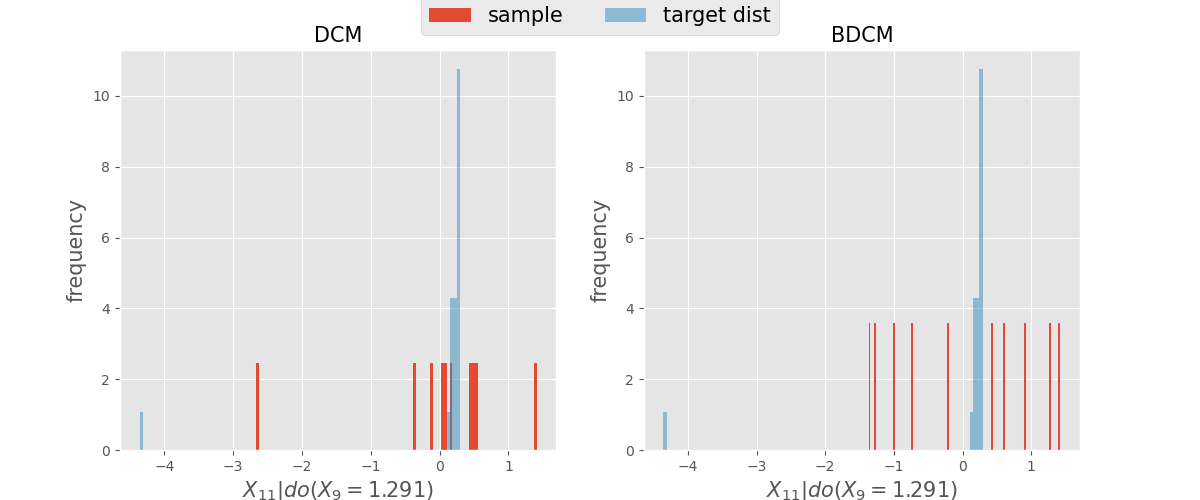 sample target dist
DCM BDCM
frequency
10
8
6
4
2
0
−4 −3 −2 −1 0 1
X₁₁|do(X₉ = 1.291)
frequency
10
8
6
4
2
0
−4 −3 −2 −1 0 1
X₁₁|do(X₉ = 1.291)